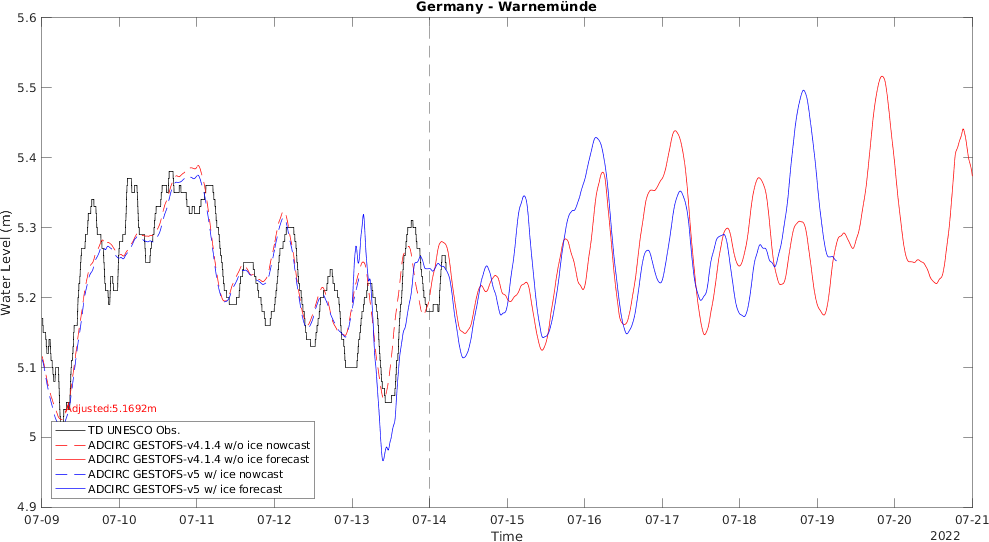 Germany - Warnemünde
5.6
5.5
5.4
5.3
5.2
5.1
5
4.9
Water Level (m)
Adjusted:5.1692m
TD UNESCO Obs.
ADCIRC GESTOFS-v4.1.4 w/o ice nowcast
ADCIRC GESTOFS-v4.1.4 w/o ice forecast
ADCIRC GESTOFS-v5 w/ ice nowcast
ADCIRC GESTOFS-v5 w/ ice forecast
07-09 07-10 07-11 07-12 07-13 07-14 07-15 07-16 07-17 07-18 07-19 07-20 07-21
Time
2022